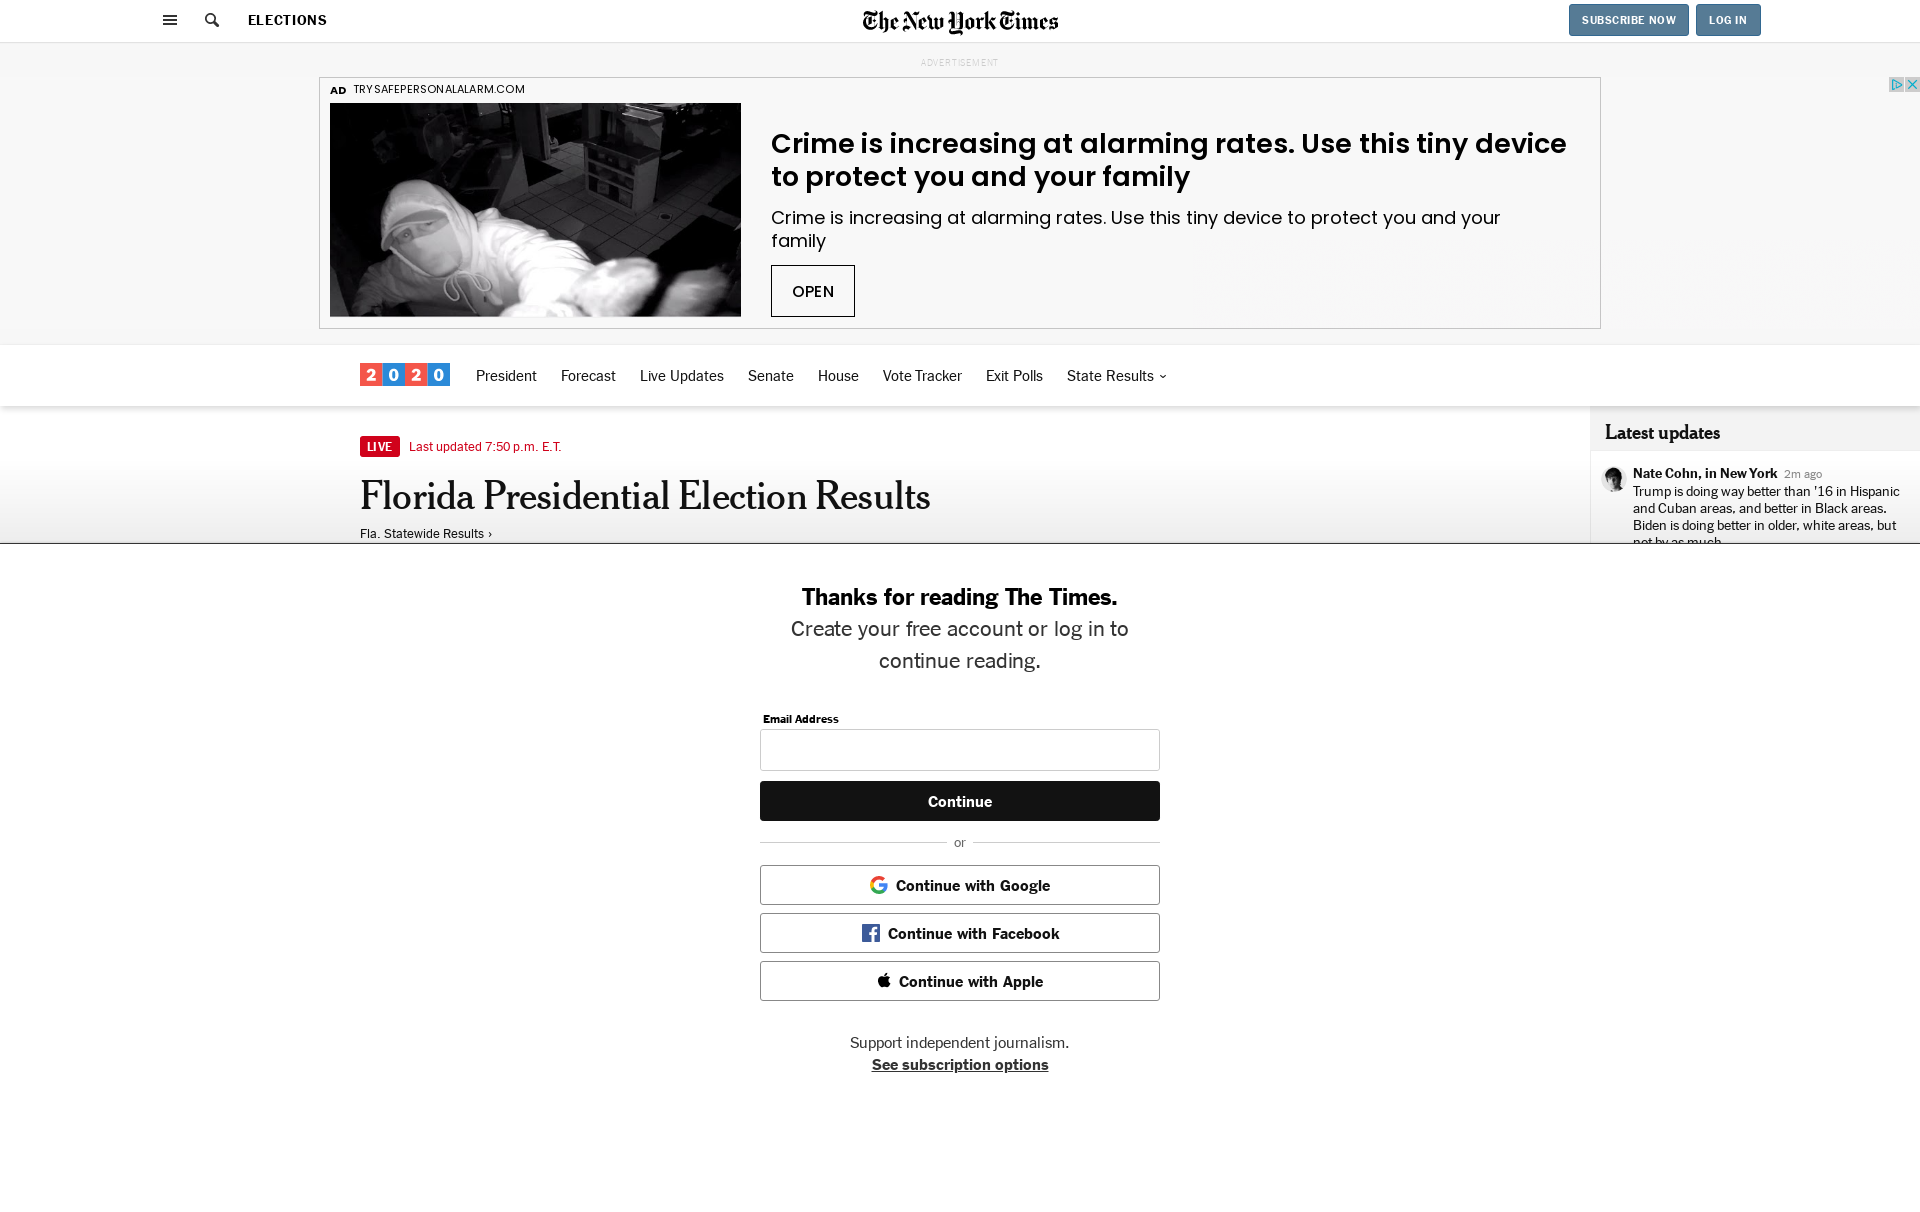 ELECTIONS
The New York Times
SUBSCRIBE NOW
LOG IN
ADVERTISEMENT
AD TRYSAFEPERSONALALARM.COM
Crime is increasing at alarming rates. Use this tiny device
to protect you and your family
Crime is increasing at alarming rates. Use this tiny device to protect you and your
family
OPEN
2020 President Forecast Live Updates Senate House Vote Tracker Exit Polls State Results
LIVE Last updated 7:50 p.m. E.T.
Florida Presidential Election Results
Fla. Statewide Results ›
Latest updates
Nate Cohn, in New York 2m ago
Trump is doing way better than '16 in Hispanic
and Cuban areas, and better in Black areas.
Biden is doing better in older, white areas, but
not by as much
Thanks for reading The Times.
Create your free account or log in to
continue reading.
Email Address
Continue
or
Continue with Google
Continue with Facebook
Continue with Apple
Support independent journalism.
See subscription options